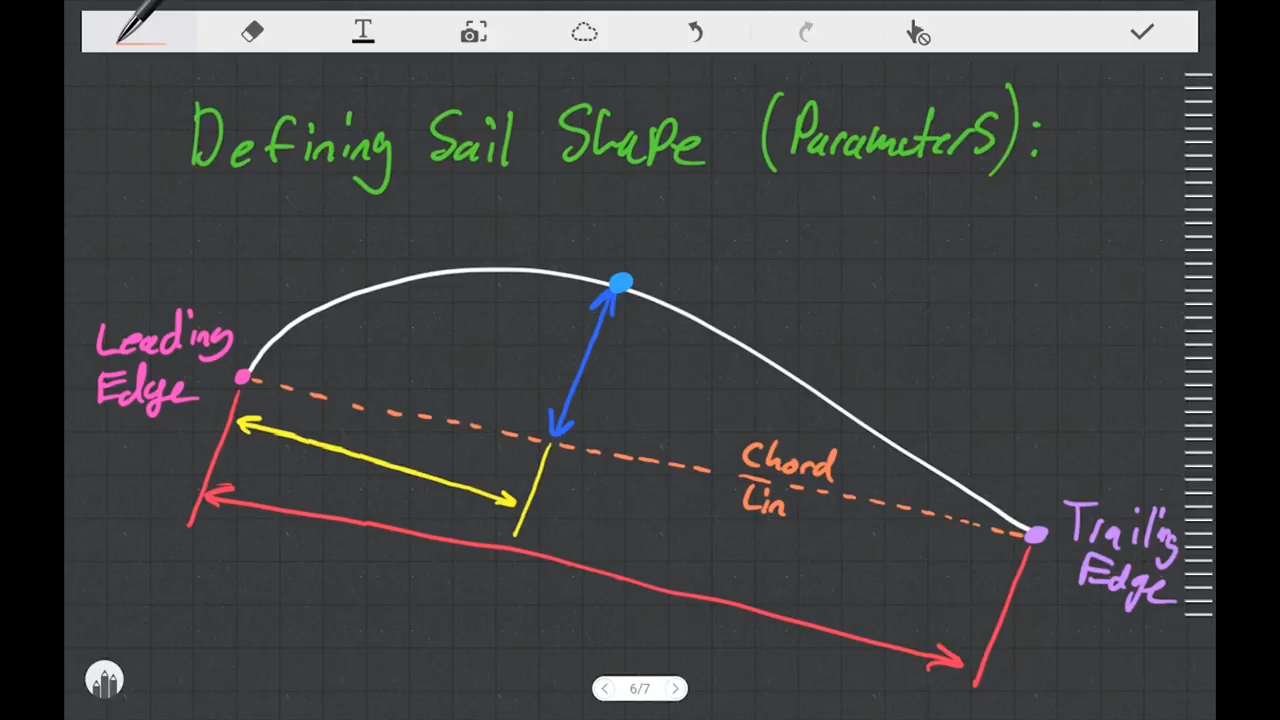 T
Defining Sail Shape (Parameters):
Leading
Edge
Chord
Lin
Trailing
Edge
6/7